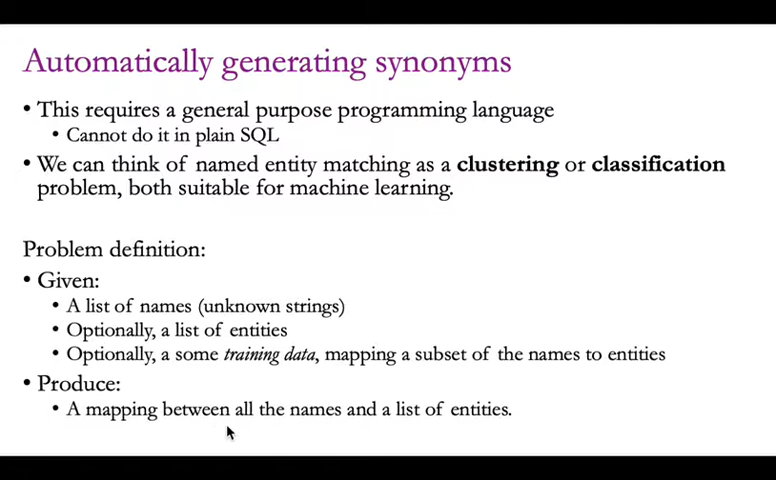 Automatically generating synonyms
• This requires a general purpose programming language
• Cannot do it in plain SQL
• We can think of named entity matching as a clustering or classification
problem, both suitable for machine learning.
Problem definition:
• Given:
• A list of names (unknown strings)
• Optionally, a list of entities
• Optionally, a some training data, mapping a subset of the names to entities
• Produce:
• A mapping between all the names and a list of entities.